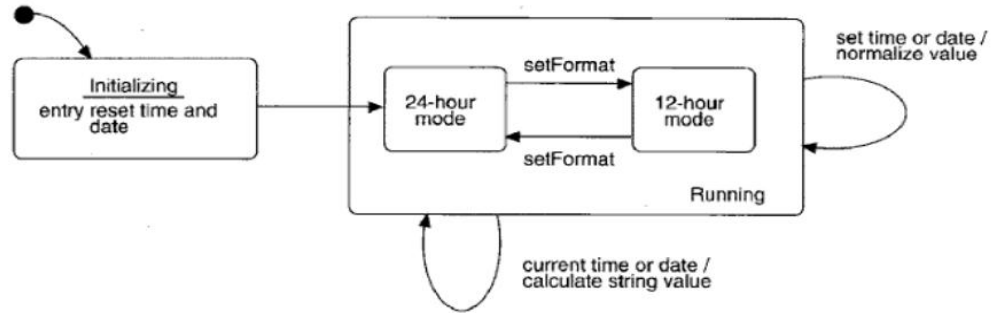 Initializing
entry reset time and
date
setFormat
24-hour
mode
12-hour
mode
setFormat
Running
set time or date /
normalize value
current time or date /
calculate string value